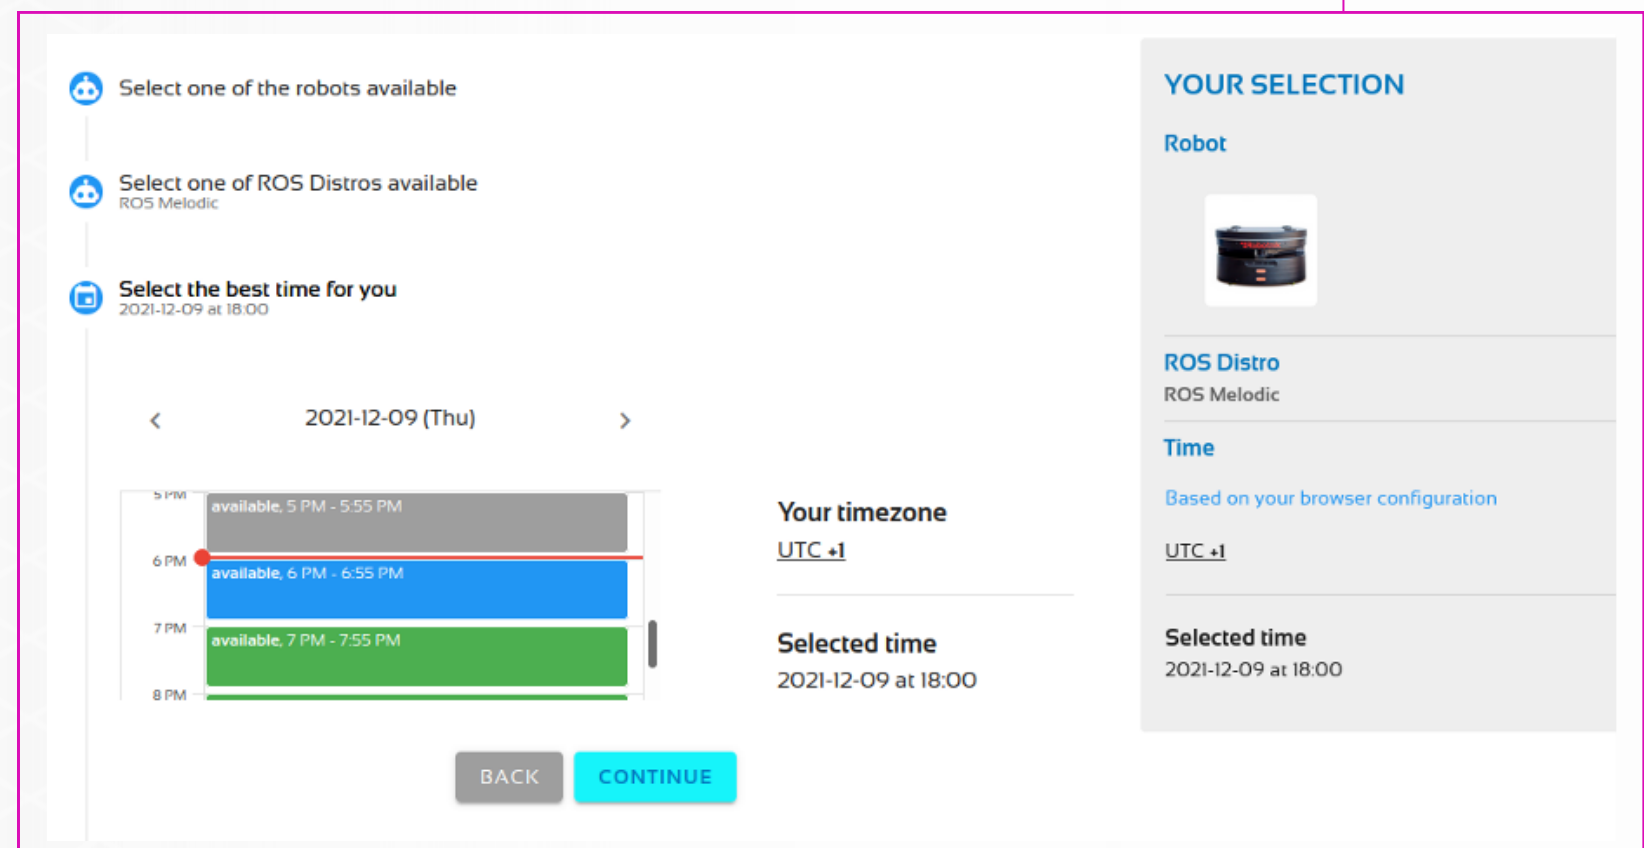 Select one of the robots available
Select one of ROS Distros available
ROS Melodic
Select the best time for you
2021-12-09 at 18:00
2021-12-09 (Thu)
5 PM
available, 5 PM - 5:55 PM
6 PM
available, 6 PM - 6:55 PM
7 PM
available, 7 PM - 7:55 PM
8 PM
Your timezone
UTC +1
Selected time
2021-12-09 at 18:00
BACK
CONTINUE
YOUR SELECTION
Robot
ROS Distro
ROS Melodic
Time
Based on your browser configuration
UTC +1
Selected time
2021-12-09 at 18:00